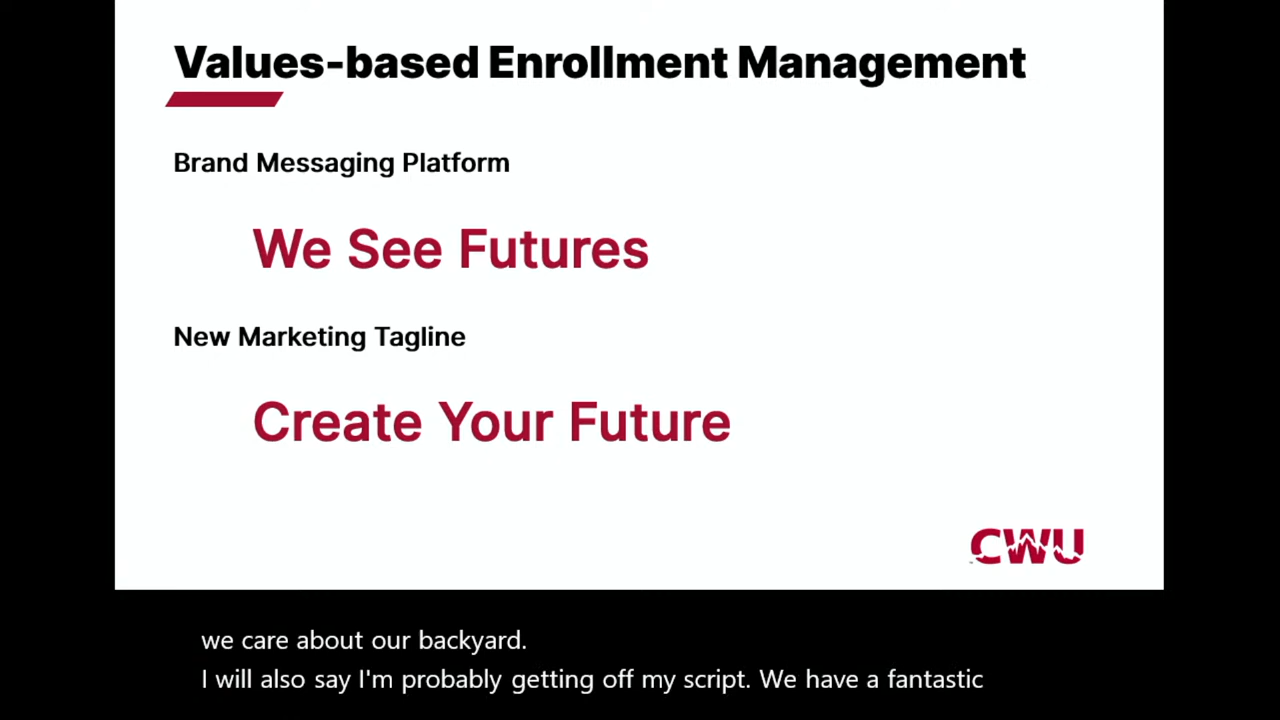 Values-based Enrollment Management
Brand Messaging Platform
We See Futures
New Marketing Tagline
Create Your Future
CWU
we care about our backyard.
I will also say I'm probably getting off my script. We have a fantastic